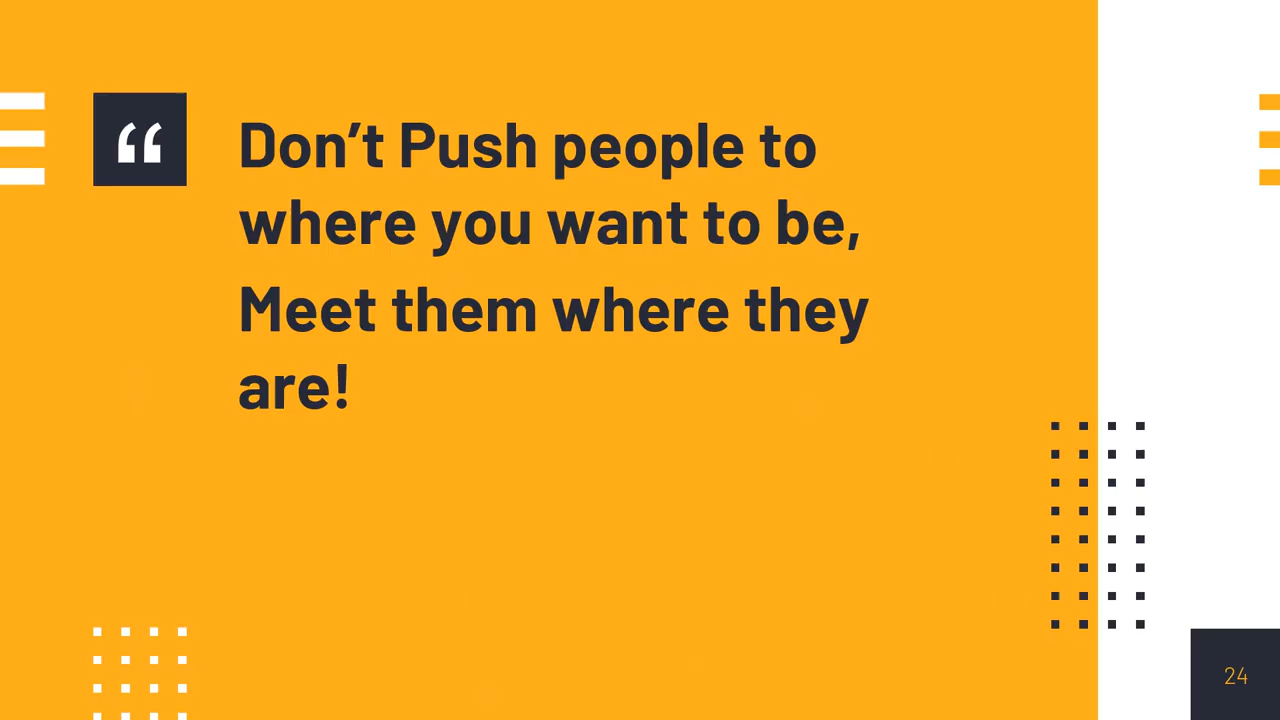 “
Don’t Push people to
where you want to be,
Meet them where they
are!
24